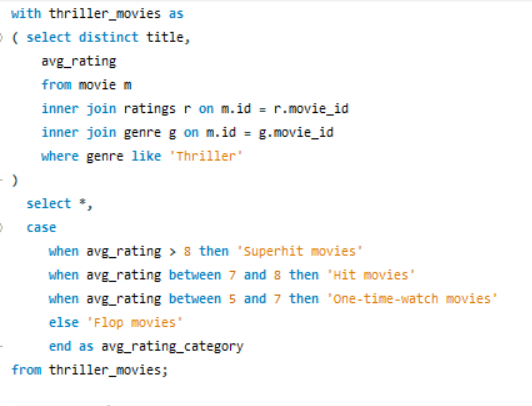 with thriller_movies as
( select distinct title,
avg_rating
from movie m
inner join ratings r on m.id = r.movie_id
inner join genre g on m.id = g.movie_id
where genre like 'Thriller'
)
select *,
case
when avg_rating > 8 then 'Superhit movies'
when avg_rating between 7 and 8 then 'Hit movies'
when avg_rating between 5 and 7 then 'One-time-watch movies'
else 'Flop movies'
end as avg_rating_category
from thriller_movies;